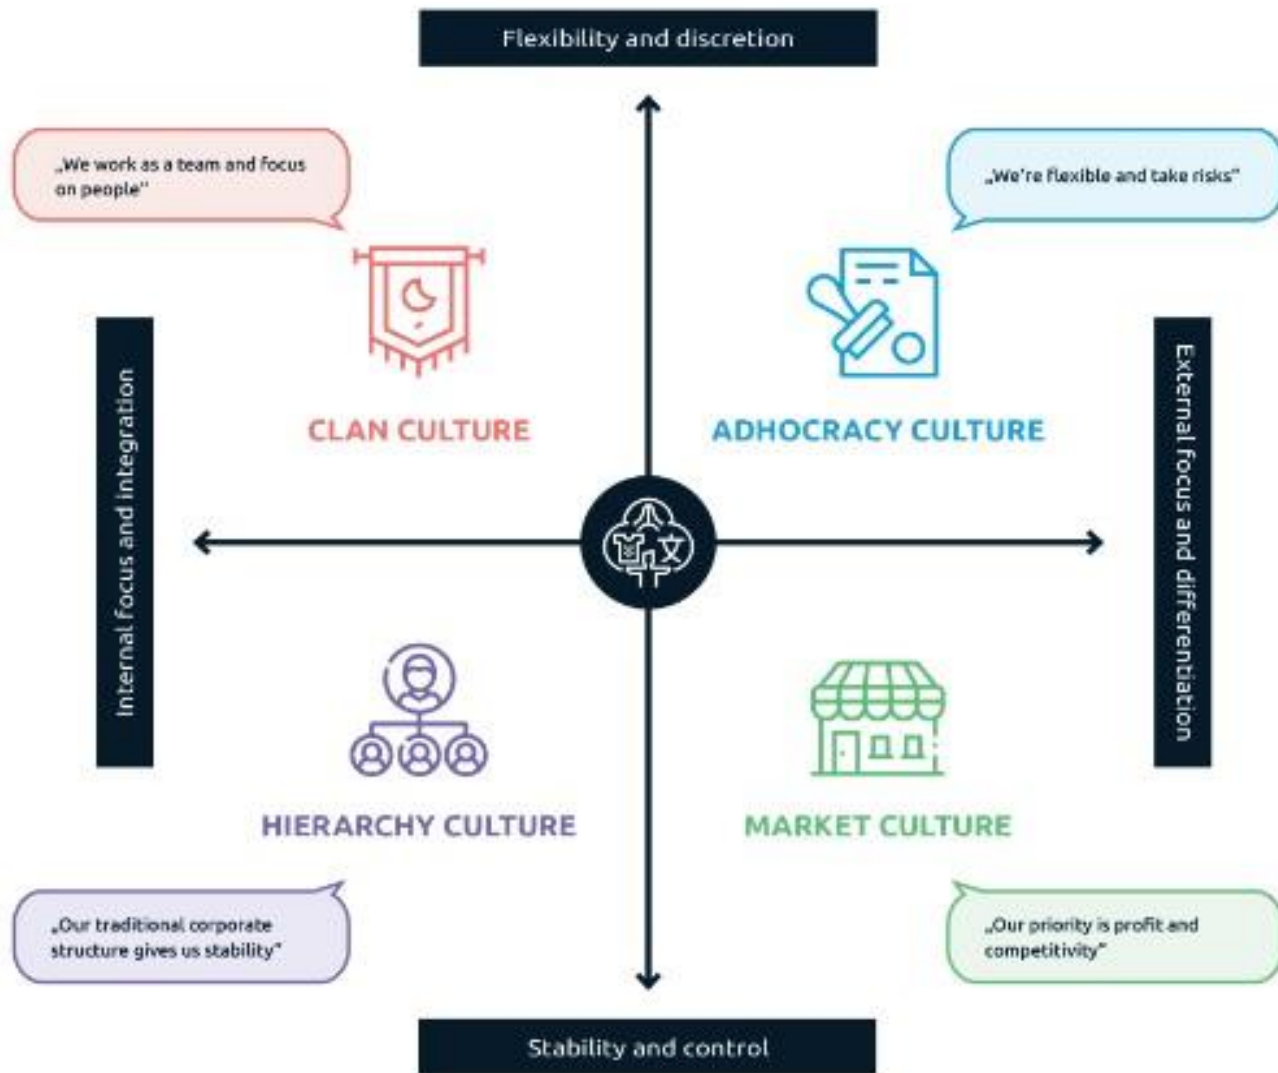 Flexibility and discretion
„We work as a team and focus
on people”
„We're flexible and take risks”
CLAN CULTURE
ADHOCRACY CULTURE
Internal focus and integration
External focus and differentiation
文
HIERARCHY CULTURE
MARKET CULTURE
„Our traditional corporate
structure gives us stability”
„Our priority is profit and
competitivity”
Stability and control